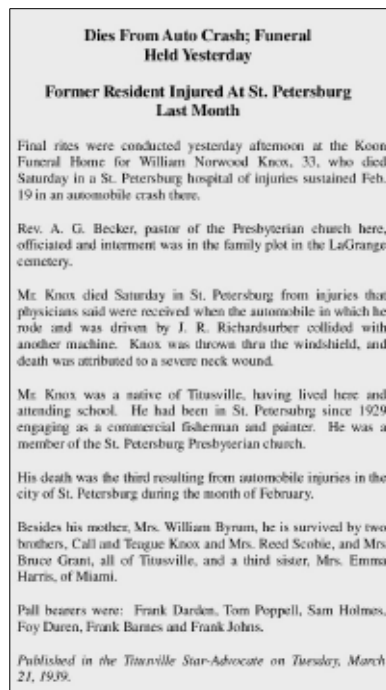 Dies From Auto Crash; Funeral
Held Yesterday
Former Resident Injured At St. Petersburg
Last Month
Final rites were conducted yesterday afternoon at the Koon
Funeral Home for William Norwood Knox, 33, who died
Saturday in a St. Petersburg hospital of injuries sustained Feb.
19 in an automobile crash there.
Rev. A. G. Becker, pastor of the Presbyterian church here,
officiated and interment was in the family plot in the LaGrange
cemetery.
Mr. Knox died Saturday in St. Petersburg from injuries that
physicians said were received when the automobile in which he
rode and was driven by J. R. Richardsurber collided with
another machine. Knox was thrown thru the windshield, and
death was attributed to a severe neck wound.
Mr. Knox was a native of Titusville, having lived here and
attending school. He had been in St. Petersubrg since 1929
engaging as a commercial fisherman and painter. He was a
member of the St. Petersburg Presbyterian church.
His death was the third resulting from automobile injuries in the
city of St. Petersburg during the month of February.
Besides his mother, Mrs. William Byrum, he is survived by two
brothers, Call and Teague Knox and Mrs. Reed Scobie, and Mrs
Bruce Grant, all of Titusville, and a third sister, Mrs. Emma
Harris, of Miami.
Pall bearers were: Frank Darden, Tom Poppell, Sam Holmes,
Foy Duren, Frank Barnes and Frank Johns.
Published in the Titusville Star-Advocate on Tuesday, March
21, 1939.